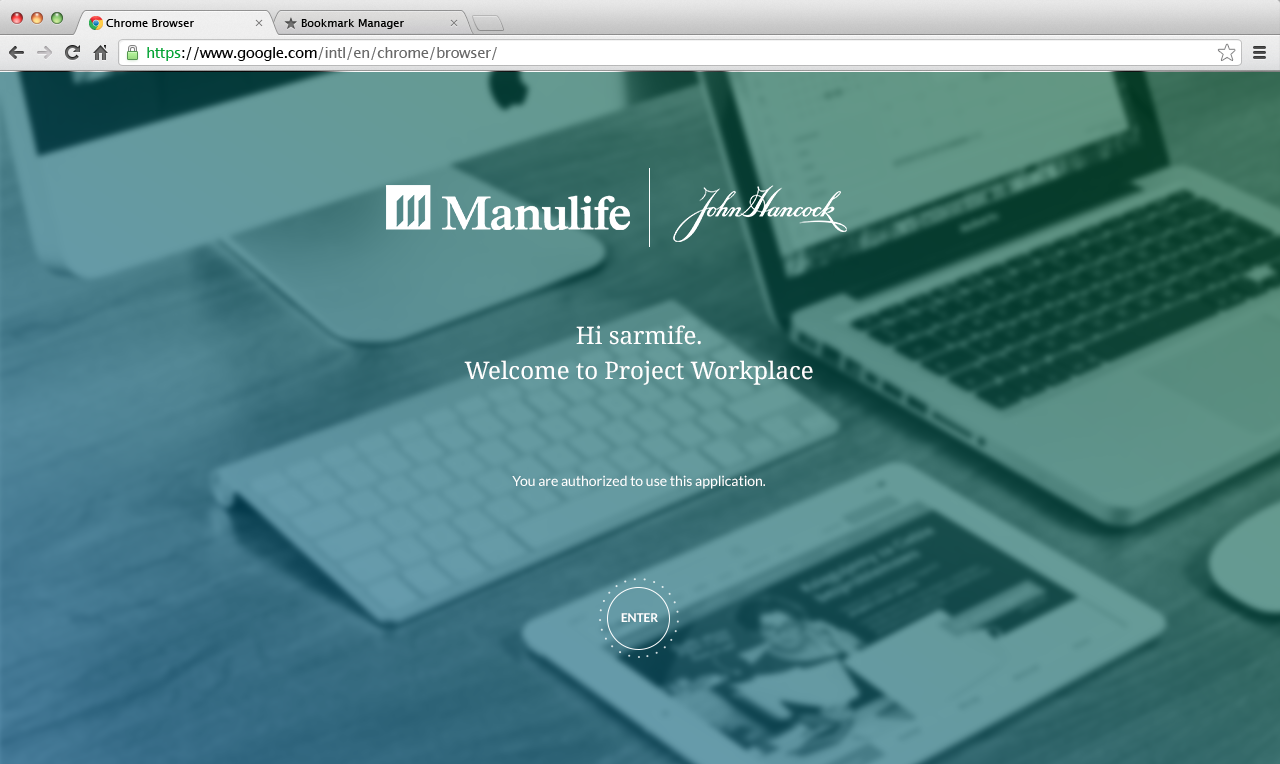 Chrome Browser
Bookmark Manager
https://www.google.com/intl/en/chrome/browser/
Manulife
John Hancock
Hi sarmife.
Welcome to Project Workplace
You are authorized to use this application.
ENTER